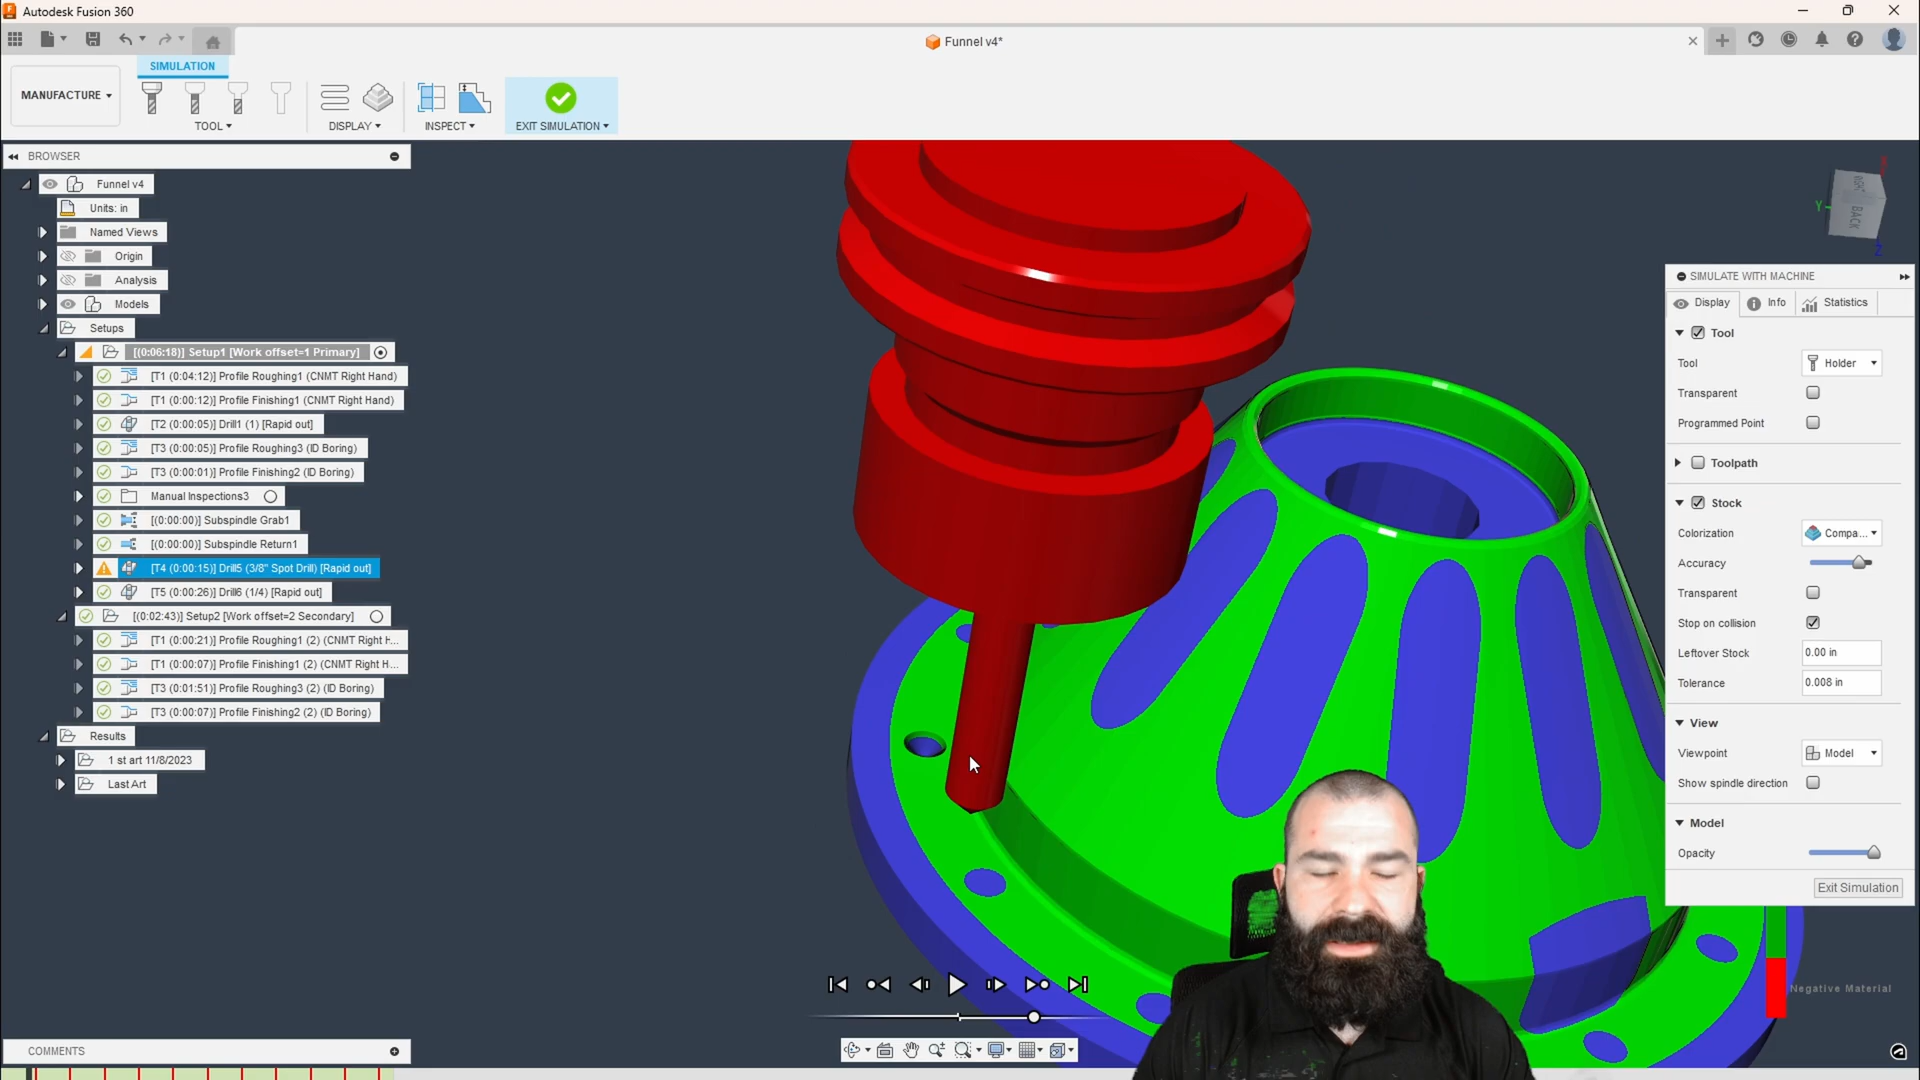 Autodesk Fusion 360
Funnel v4*
SIMULATION
MANUFACTURE
TOOL
DISPLAY
INSPECT
EXIT SIMULATION
BROWSER
Funnel v4
Units: in
Named Views
Origin
Analysis
Models
Setups
[(0:06:18)] Setup1 [Work offset=1 Primary]
[T1 (0:04:12)] Profile Roughing1 (CNMT Right Hand)
[T1 (0:00:12)] Profile Finishing1 (CNMT Right Hand)
[T2 (0:00:05)] Drill1 (1) [Rapid out]
[T3 (0:00:05)] Profile Roughing3 (ID Boring)
[T3 (0:00:01)] Profile Finishing2 (ID Boring)
Manual Inspections3
[(0:00:00)] Subspindle Grab1
[(0:00:00)] Subspindle Return1
[T4 (0:00:15)] Drill5 (3/8" Spot Drill) [Rapid out]
[T5 (0:00:26)] Drill6 (1/4) [Rapid out]
[(0:02:43)] Setup2 [Work offset=2 Secondary]
[T1 (0:00:21)] Profile Roughing1 (2) (CNMT Right H...
[T1 (0:00:07)] Profile Finishing1 (2) (CNMT Right H...
[T3 (0:01:51)] Profile Roughing3 (2) (ID Boring)
[T3 (0:00:07)] Profile Finishing2 (2) (ID Boring)
Results
1 st art 11/8/2023
Last Art
COMMENTS
Y
BACK
Z
SIMULATE WITH MACHINE
Display Info Statistics
Tool
Tool Holder
Transparent
Programmed Point
Toolpath
Stock
Colorization Compa...
Accuracy
Transparent
Stop on collision
Leftover Stock 0.00 in
Tolerance 0.008 in
View
Viewpoint Model
Show spindle direction
Model
Opacity
Exit Simulation
Negative Material